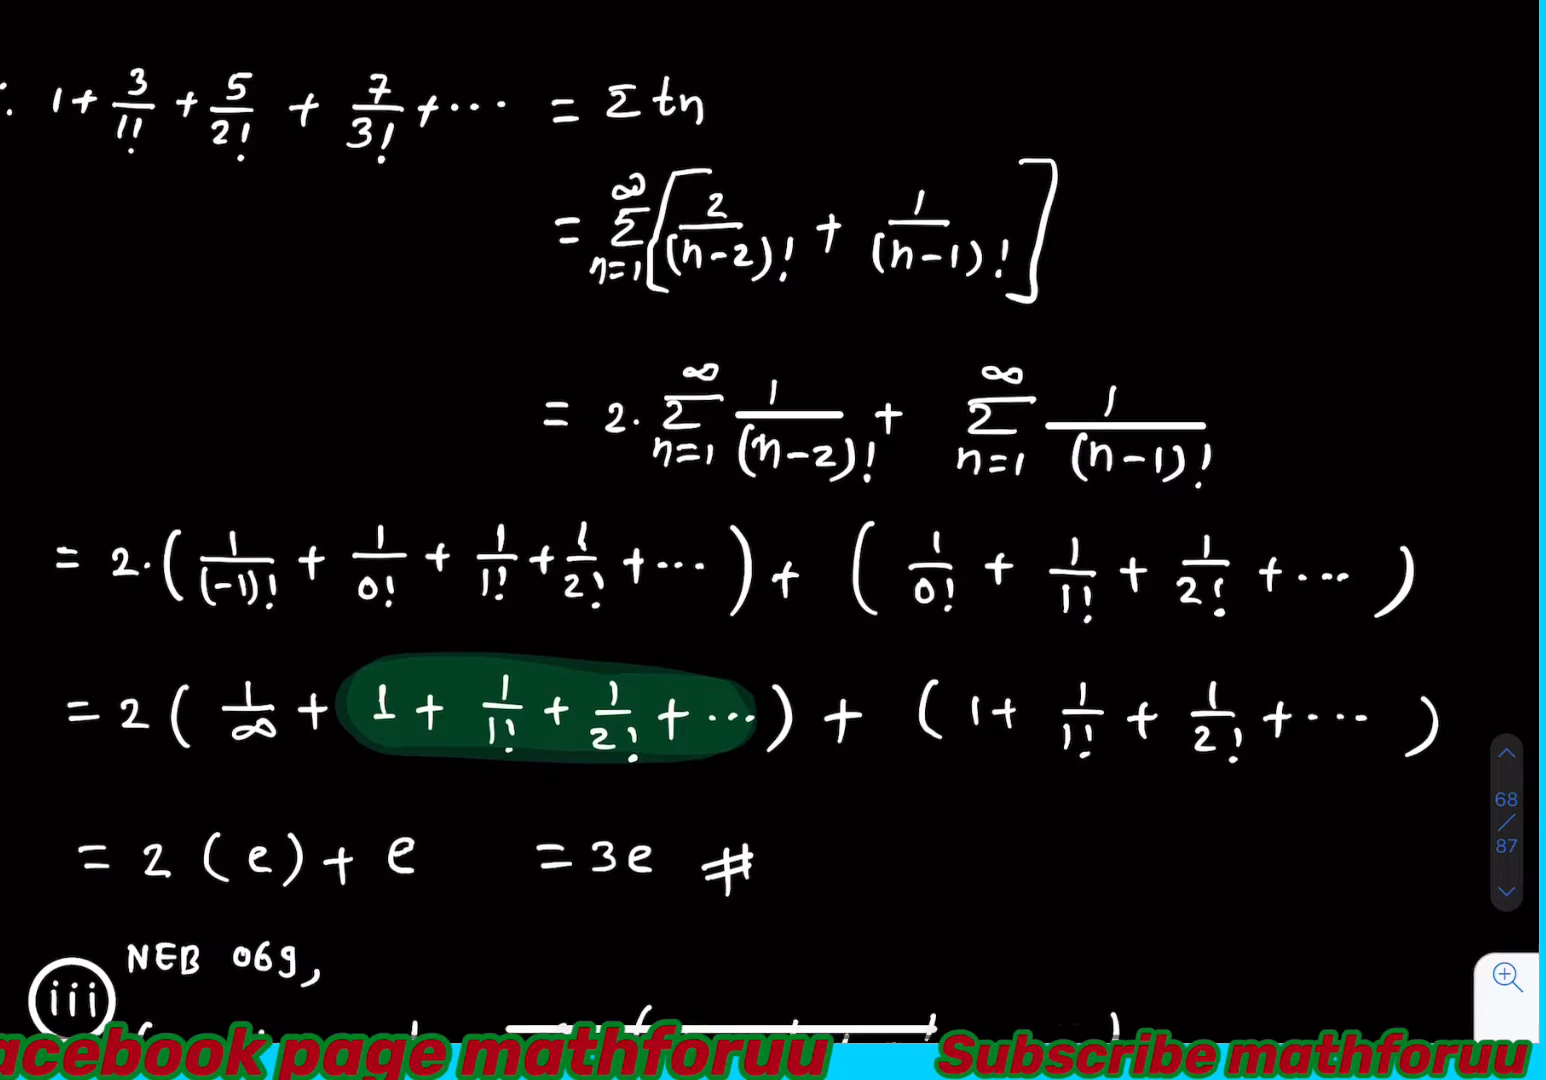 ∴ 1 + 3/1! + 5/2! + 7/3! + ... = Σ tn
= Σ_{n=1}^{∞} [ 2/(n-2)! + 1/(n-1)! ]
= 2. Σ_{n=1}^{∞} 1/(n-2)! + Σ_{n=1}^{∞} 1/(n-1)!
= 2. ( 1/(-1)! + 1/0! + 1/1! + 1/2! + ... ) + ( 1/0! + 1/1! + 1/2! + ... )
= 2 ( 1/∞ + 1 + 1/1! + 1/2! + ... ) + ( 1 + 1/1! + 1/2! + ... )
= 2 (e) + e = 3e #
68
/
87
NEB 069,
iii
acebook page mathforuu
Subscribe mathforuu